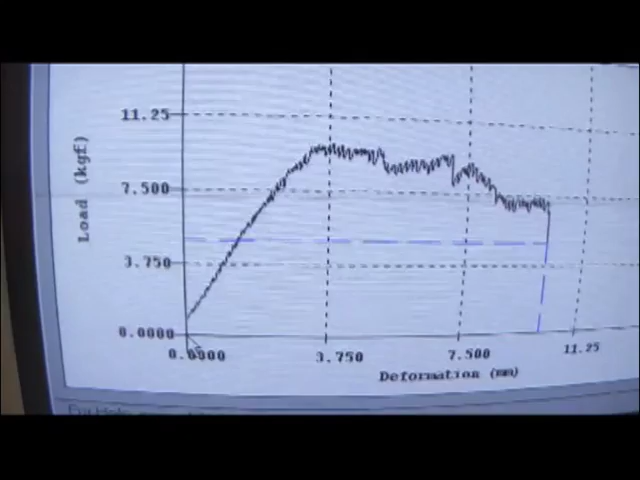 11.25
Load (kgf)
7.500
3.750
0.0000
0.0000 3.750 7.500 11.25
Deformation (mm)